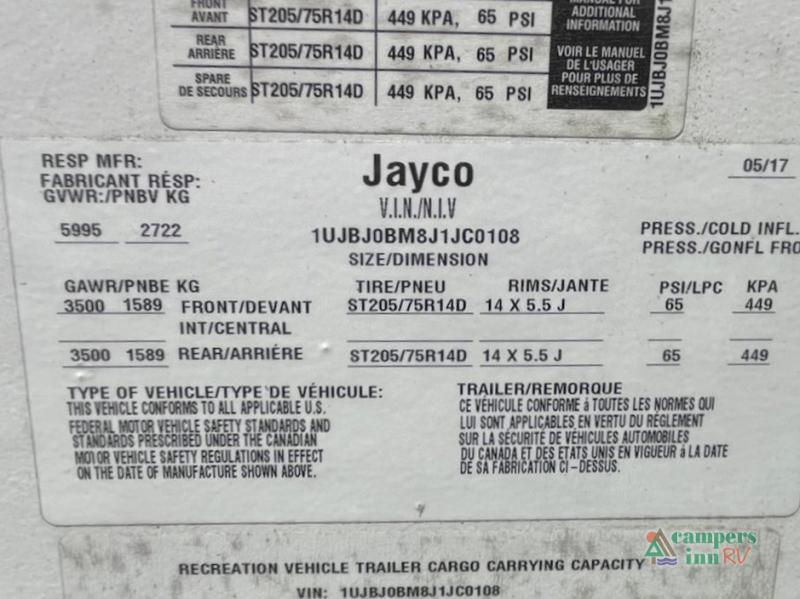 FRONT
AVANT ST205/75R14D 449 KPA, 65 PSI
REAR
ARRIÈRE ST205/75R14D 449 KPA, 65 PSI
SPARE
DE SECOURS ST205/75R14D 449 KPA, 65 PSI
MANUAL FOR
ADDITIONAL
INFORMATION
VOIR LE MANUEL
DE L'USAGER
POUR PLUS DE
RENSEIGNEMENTS
1UJBJ0BM8J1
RESP MFR:
FABRICANT RÉSP:
GVWR:/PNBV KG
5995 2722
Jayco
V.I.N./N.I.V
1UJBJ0BM8J1JC0108
SIZE/DIMENSION
05/17
PRESS./COLD INFL.
PRESS./GONFL FRO
GAWR/PNBE KG TIRE/PNEU RIMS/JANTE PSI/LPC KPA
3500 1589 FRONT/DEVANT ST205/75R14D 14 X 5.5 J 65 449
INT/CENTRAL
3500 1589 REAR/ARRIÉRE ST205/75R14D 14 X 5.5 J 65 449
TYPE OF VEHICLE/TYPE DE VÉHICULE: TRAILER/REMORQUE
THIS VEHICLE CONFORMS TO ALL APPLICABLE U.S.
FEDERAL MOTOR VEHICLE SAFETY STANDARDS AND
STANDARDS PRESCRIBED UNDER THE CANADIAN
MOTOR VEHICLE SAFETY REGULATIONS IN EFFECT
ON THE DATE OF MANUFACTURE SHOWN ABOVE.
CE VÉHICULE CONFORME à TOUTES LES NORMES QUI
LUI SONT APPLICABLES EN VERTU DU RÈGLEMENT
SUR LA SÉCURITÉ DE VÉHICULES AUTOMOBILES
DU CANADA ET DES ÉTATS UNIS EN VIGUEUR à LA DATE
DE SA FABRICATION CI-DESSUS.
campers
inn RV
RECREATION VEHICLE TRAILER CARGO CARRYING CAPACITY
VIN: 1UJBJ0BM8J1JC0108